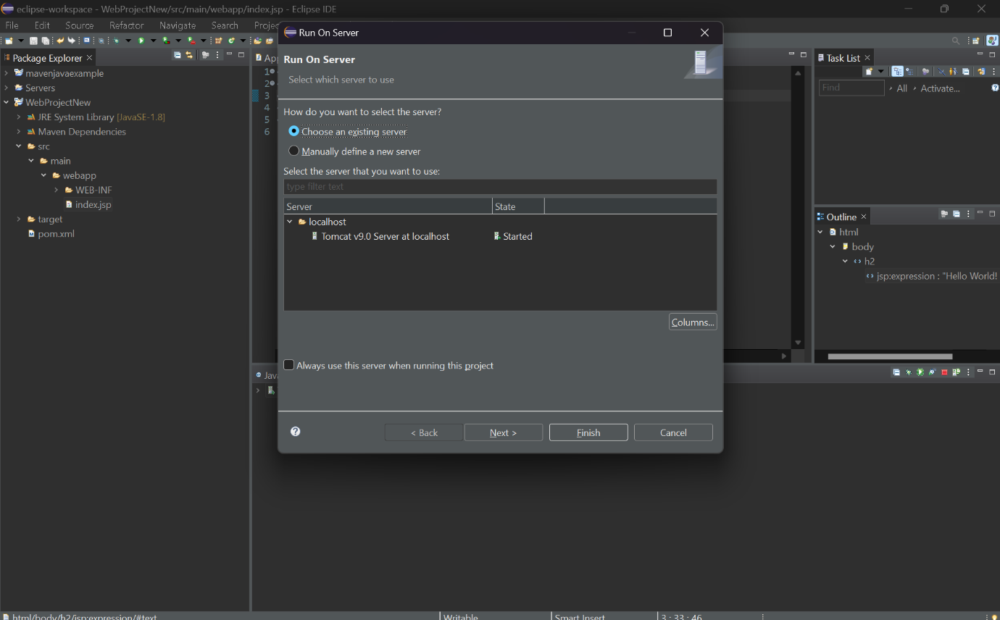 eclipse-workspace - WebProjectNew/src/main/webapp/index.jsp - Eclipse IDE
File Edit Source Refactor Navigate Search Projec
Package Explorer
mavenjavaexample
Servers
WebProjectNew
JRE System Library [JavaSE-1.8]
Maven Dependencies
src
main
webapp
WEB-INF
index.jsp
target
pom.xml
Ap
1
2
3
4
5
6
Run On Server
Run On Server
Select which server to use
How do you want to select the server?
Choose an existing server
Manually define a new server
Select the server that you want to use:
type filter text
Server State
localhost
Tomcat v9.0 Server at localhost Started
Columns...
Always use this server when running this project
< Back Next > Finish Cancel
Task List
Find All Activate...
Outline
html
body
h2
jsp:expression : "Hello World!
Jav
html/body/h2/jsp:expression/#text Writable Smart Insert 3 : 33 : 46